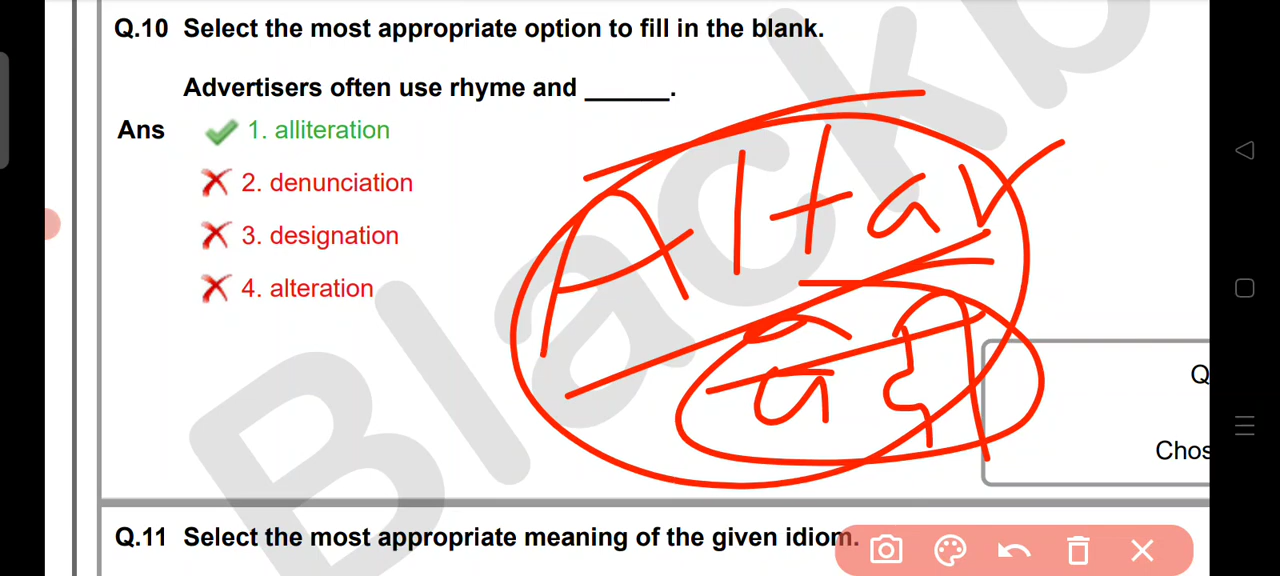 Q.10 Select the most appropriate option to fill in the blank.
Advertisers often use rhyme and ______.
Ans 1. alliteration
2. denunciation
3. designation
4. alteration
Altar
Q
Chos
Q.11 Select the most appropriate meaning of the given idiom.
Blackb